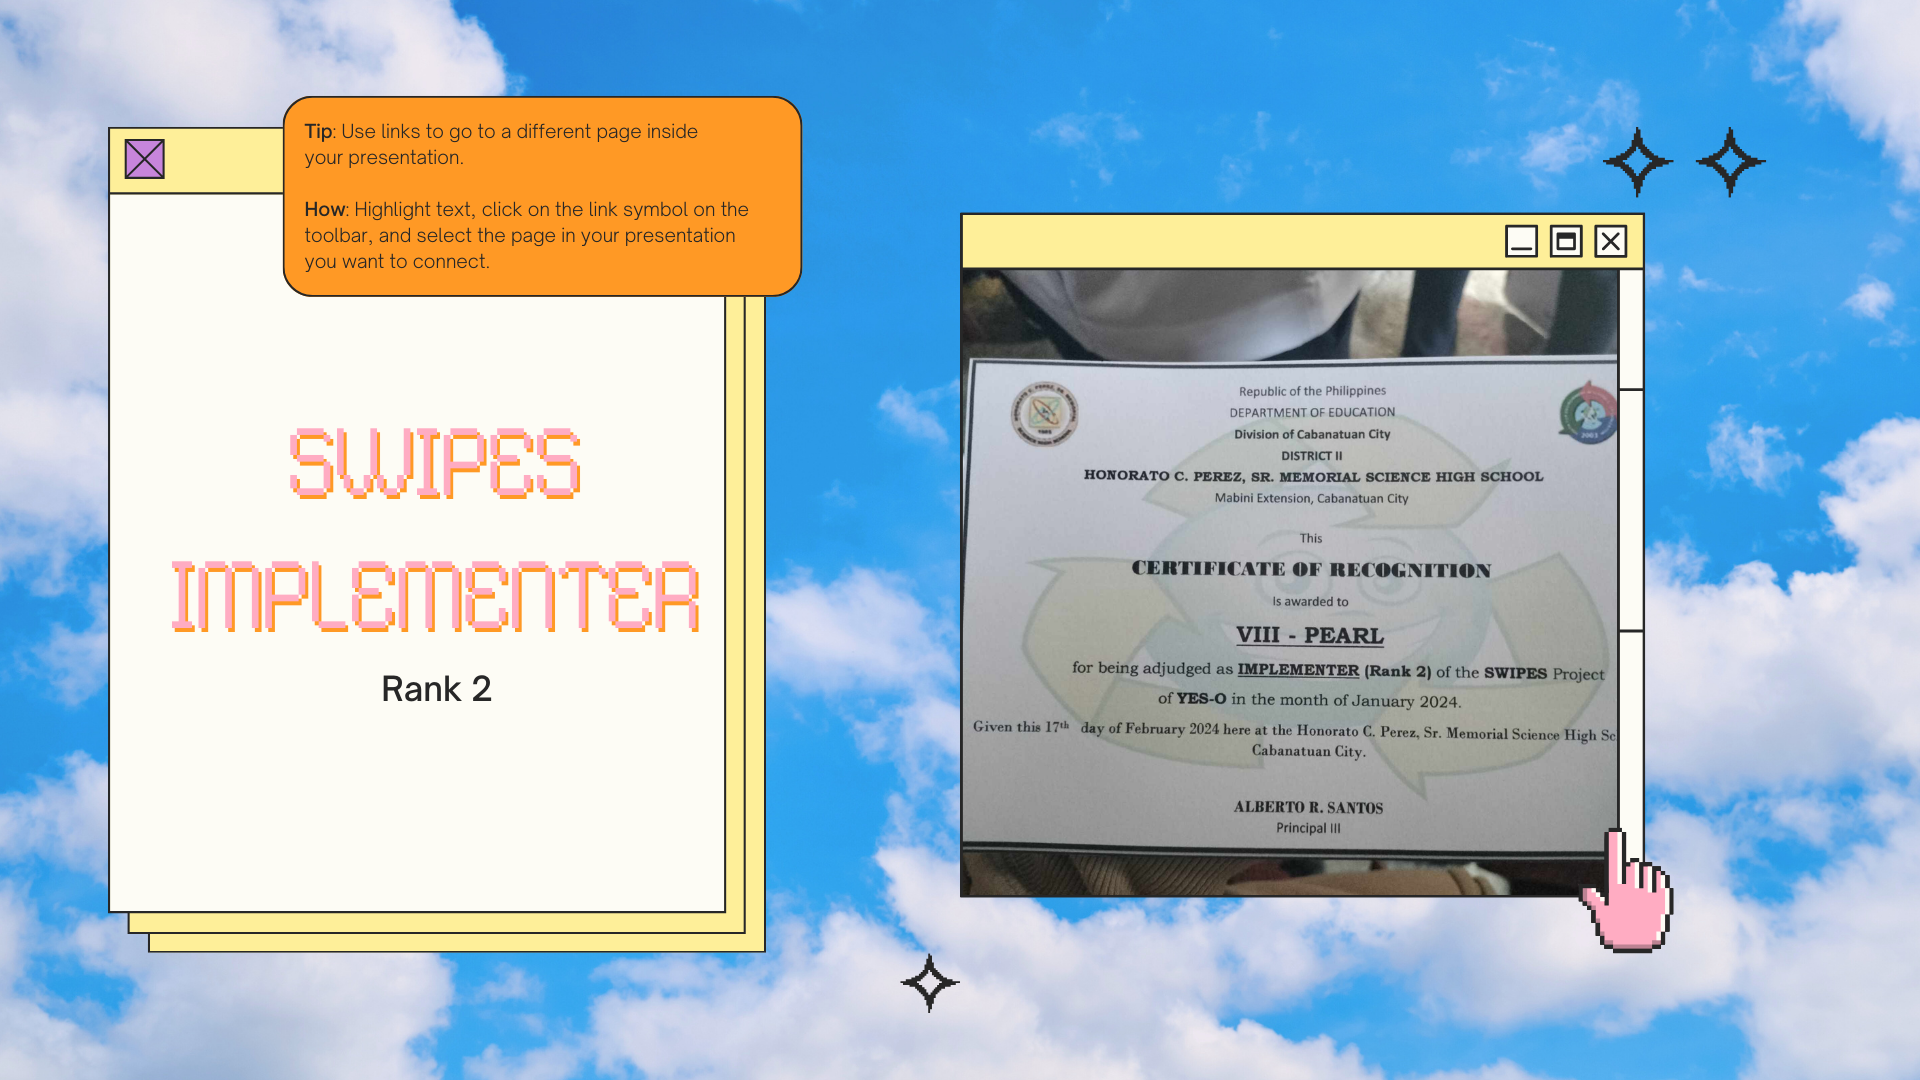 Tip: Use links to go to a different page inside
your presentation.
How: Highlight text, click on the link symbol on the
toolbar, and select the page in your presentation
you want to connect.
SWIPES
IMPLEMENTER
Rank 2
Republic of the Philippines
DEPARTMENT OF EDUCATION
Division of Cabanatuan City
DISTRICT II
HONORATO C. PEREZ, SR. MEMORIAL SCIENCE HIGH SCHOOL
Mabini Extension, Cabanatuan City
This
CERTIFICATE OF RECOGNITION
Is awarded to
VIII - PEARL
for being adjudged as IMPLEMENTER (Rank 2) of the SWIPES Project
of YES-O in the month of January 2024.
Given this 17th day of February 2024 here at the Honorato C. Perez, Sr. Memorial Science High Sc
Cabanatuan City.
ALBERTO R. SANTOS
Principal III